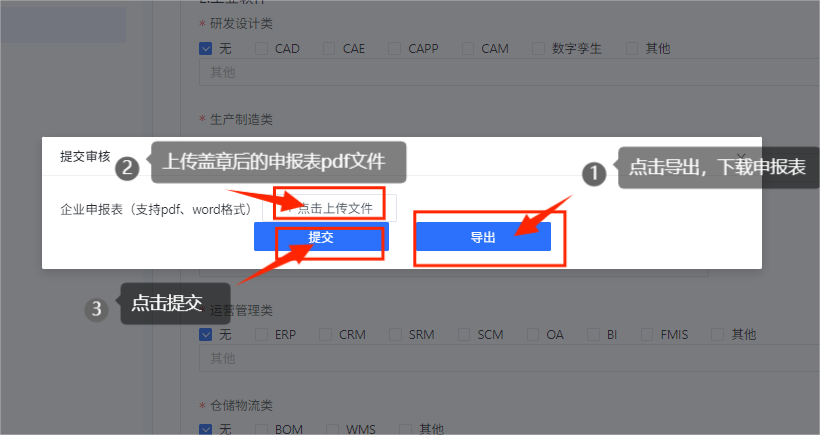 * 研发设计类
无 CAD CAE CAPP CAM 数字孪生 其他
其他
* 生产制造类
提交审核
2 上传盖章后的申报表pdf文件
1 点击导出，下载申报表
企业申报表（支持pdf、word格式） 点击上传文件
提交 导出
3 点击提交
* 运营管理类
无 ERP CRM SRM SCM OA BI FMIS 其他
其他
* 仓储物流类
无 BOM WMS 其他